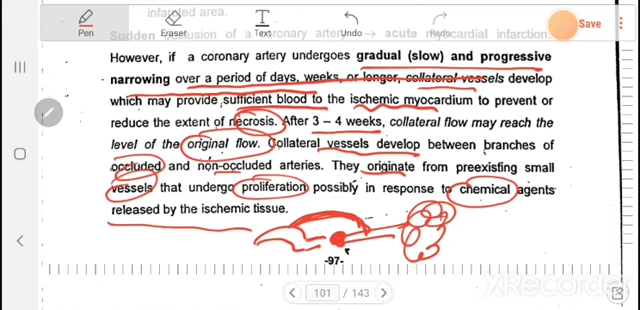 infarcted area.
Sudden occlusion of a coronary artery → acute myocardial infarction.
Pen
Eraser
Text
Undo
Redo
Save
However, if a coronary artery undergoes gradual (slow) and progressive
narrowing over a period of days, weeks, or longer, collateral vessels develop
which may provide sufficient blood to the ischemic myocardium to prevent or
reduce the extent of necrosis. After 3 – 4 weeks, collateral flow may reach the
level of the original flow. Collateral vessels develop between branches of
occluded and non-occluded arteries. They originate from preexisting small
vessels that undergo proliferation possibly in response to chemical agents
released by the ischemic tissue.
-97-
101 / 143
XRecorder